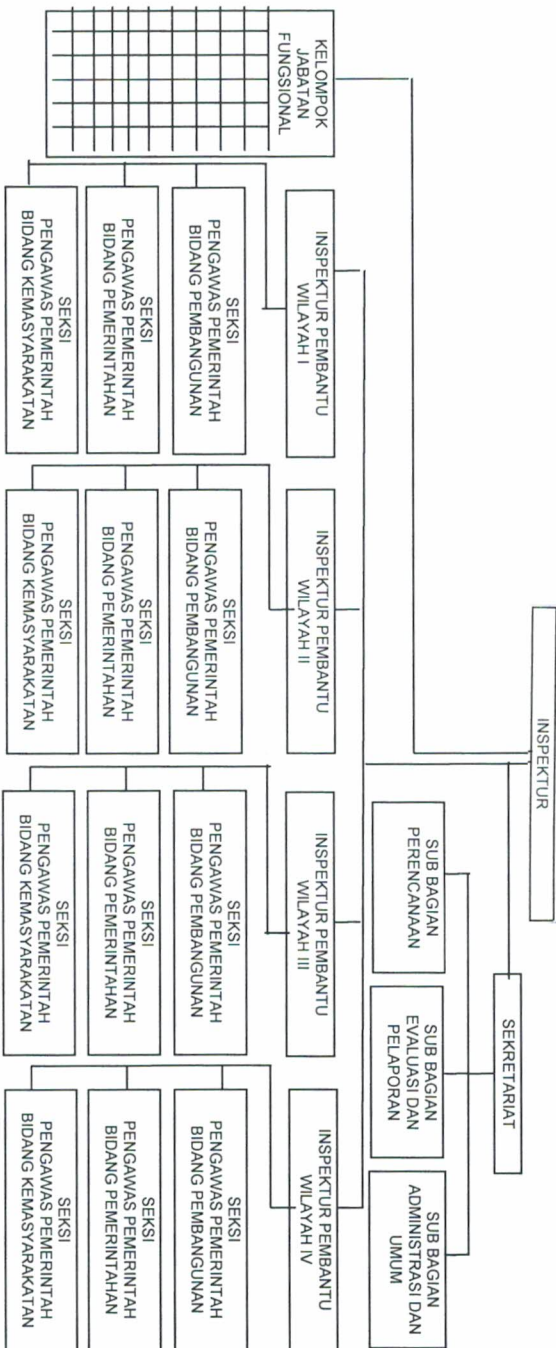 INSPEKTUR
SEKRETARIAT
SUB BAGIAN
PERENCANAAN
SUB BAGIAN
EVALUASI DAN
PELAPORAN
SUB BAGIAN
ADMINISTRASI DAN
UMUM
KELOMPOK
JABATAN
FUNGSIONAL
INSPEKTUR PEMBANTU
WILAYAH I
SEKSI
PENGAWAS PEMERINTAH
BIDANG PEMBANGUNAN
SEKSI
PENGAWAS PEMERINTAH
BIDANG PEMERINTAHAN
SEKSI
PENGAWAS PEMERINTAH
BIDANG KEMASYARAKATAN
INSPEKTUR PEMBANTU
WILAYAH II
SEKSI
PENGAWAS PEMERINTAH
BIDANG PEMBANGUNAN
SEKSI
PENGAWAS PEMERINTAH
BIDANG PEMERINTAHAN
SEKSI
PENGAWAS PEMERINTAH
BIDANG KEMASYARAKATAN
INSPEKTUR PEMBANTU
WILAYAH III
SEKSI
PENGAWAS PEMERINTAH
BIDANG PEMBANGUNAN
SEKSI
PENGAWAS PEMERINTAH
BIDANG PEMERINTAHAN
SEKSI
PENGAWAS PEMERINTAH
BIDANG KEMASYARAKATAN
INSPEKTUR PEMBANTU
WILAYAH IV
SEKSI
PENGAWAS PEMERINTAH
BIDANG PEMBANGUNAN
SEKSI
PENGAWAS PEMERINTAH
BIDANG PEMERINTAHAN
SEKSI
PENGAWAS PEMERINTAH
BIDANG KEMASYARAKATAN